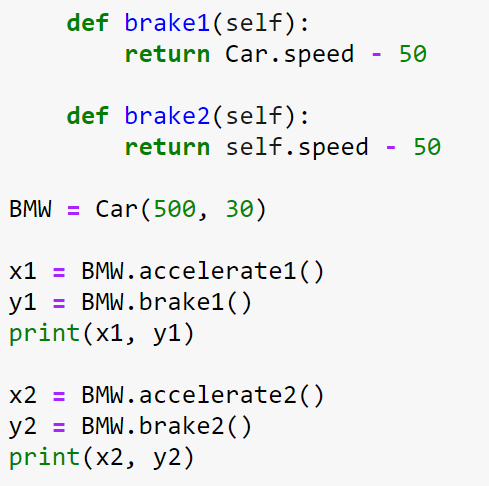 def brake1(self):
        return Car.speed - 50

    def brake2(self):
        return self.speed - 50

BMW = Car(500, 30)

x1 = BMW.accelerate1()
y1 = BMW.brake1()
print(x1, y1)

x2 = BMW.accelerate2()
y2 = BMW.brake2()
print(x2, y2)